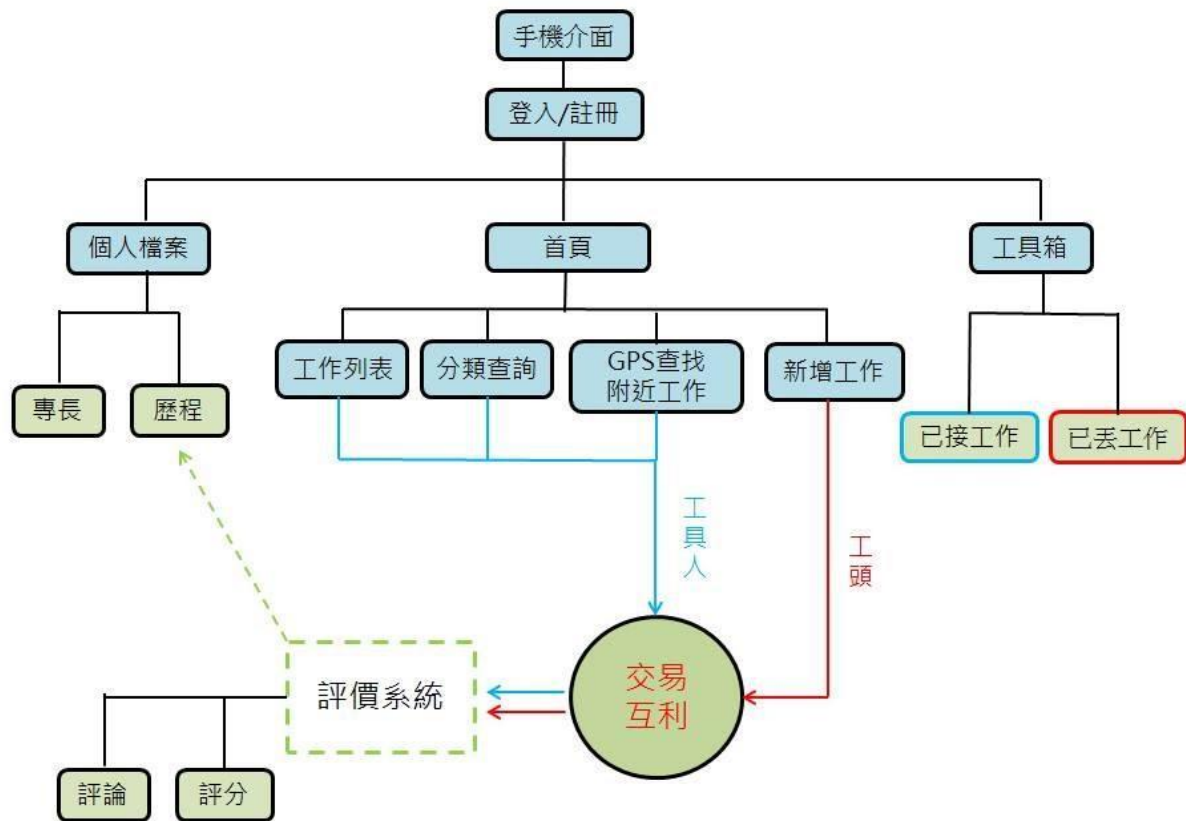 手機介面
登入/註冊
個人檔案
首頁
工具箱
工作列表
分類查詢
GPS查找
附近工作
新增工作
專長
歷程
已接工作
已丟工作
工具人
工頭
交易
互利
評價系統
評論
評分